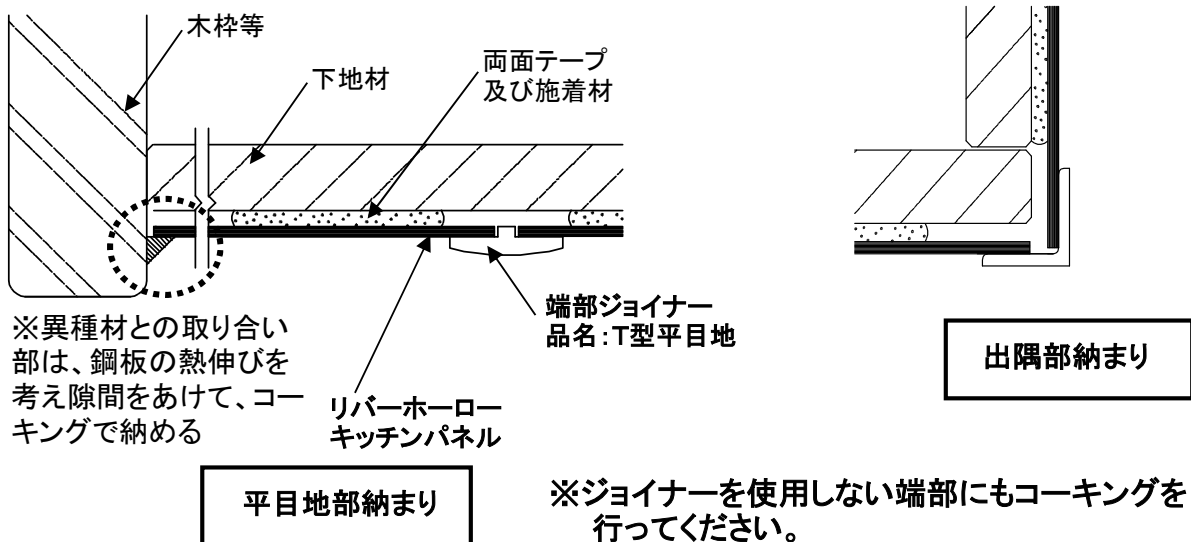 木枠等
下地材
両面テープ
及び施着材
端部ジョイナー
品名:T型平目地
※異種材との取り合い
部は、鋼板の熱伸びを
考え隙間をあけて、コー
キングで納める
リバーホーロー
キッチンパネル
出隅部納まり
平目地部納まり
※ジョイナーを使用しない端部にもコーキングを
行ってください。